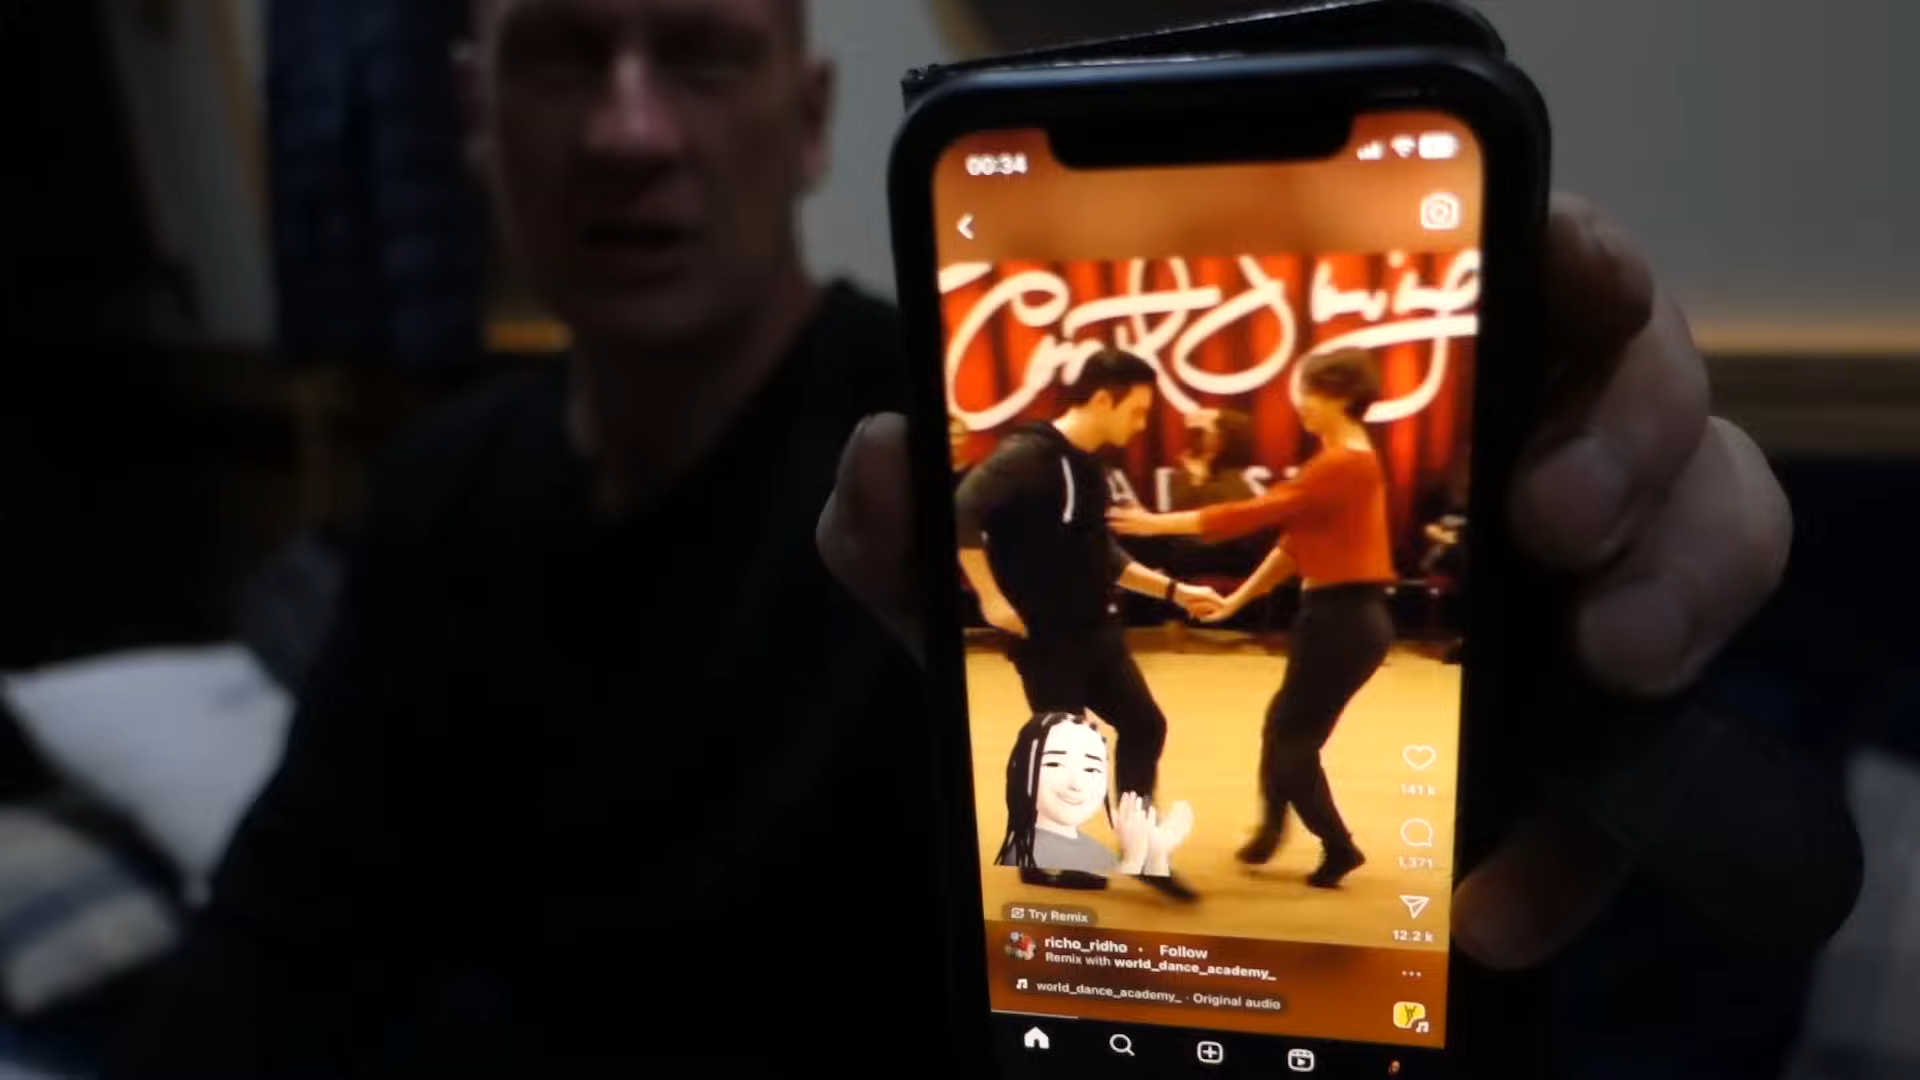 00:34
141 k
1,371
12.2 k
Try Remix
richo_ridho · Follow
Remix with world_dance_academy_
world_dance_academy_ · Original audio